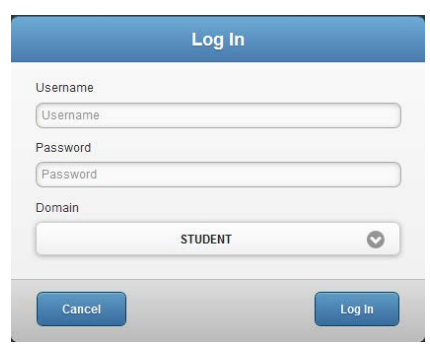 Log In
Username
Username
Password
Password
Domain
STUDENT
Cancel Log In